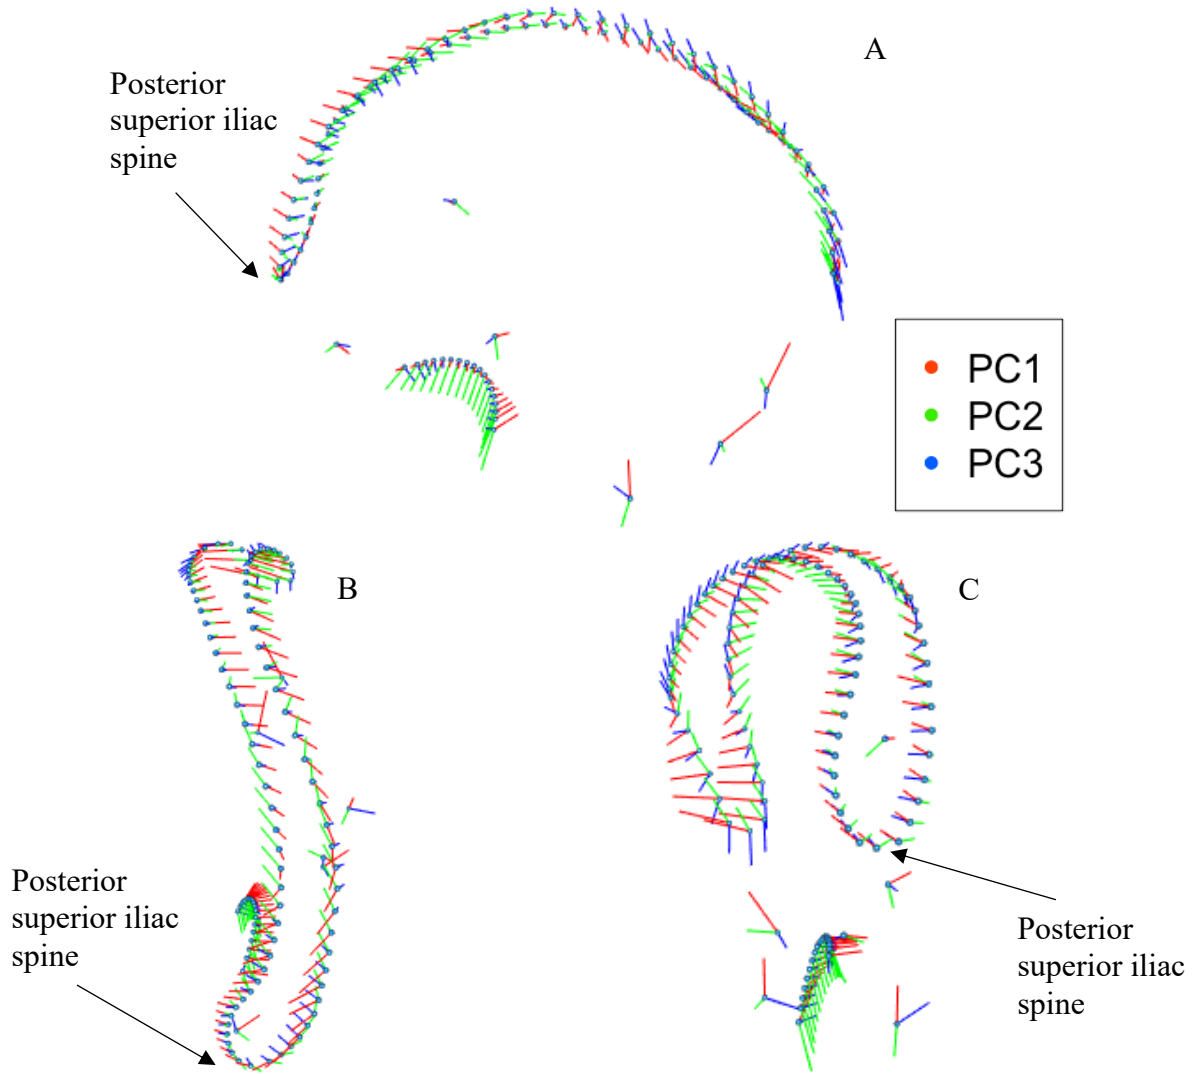 A
Posterior
superior iliac
spine
PC1
PC2
PC3
B
C
Posterior
superior iliac
spine
Posterior
superior iliac
spine